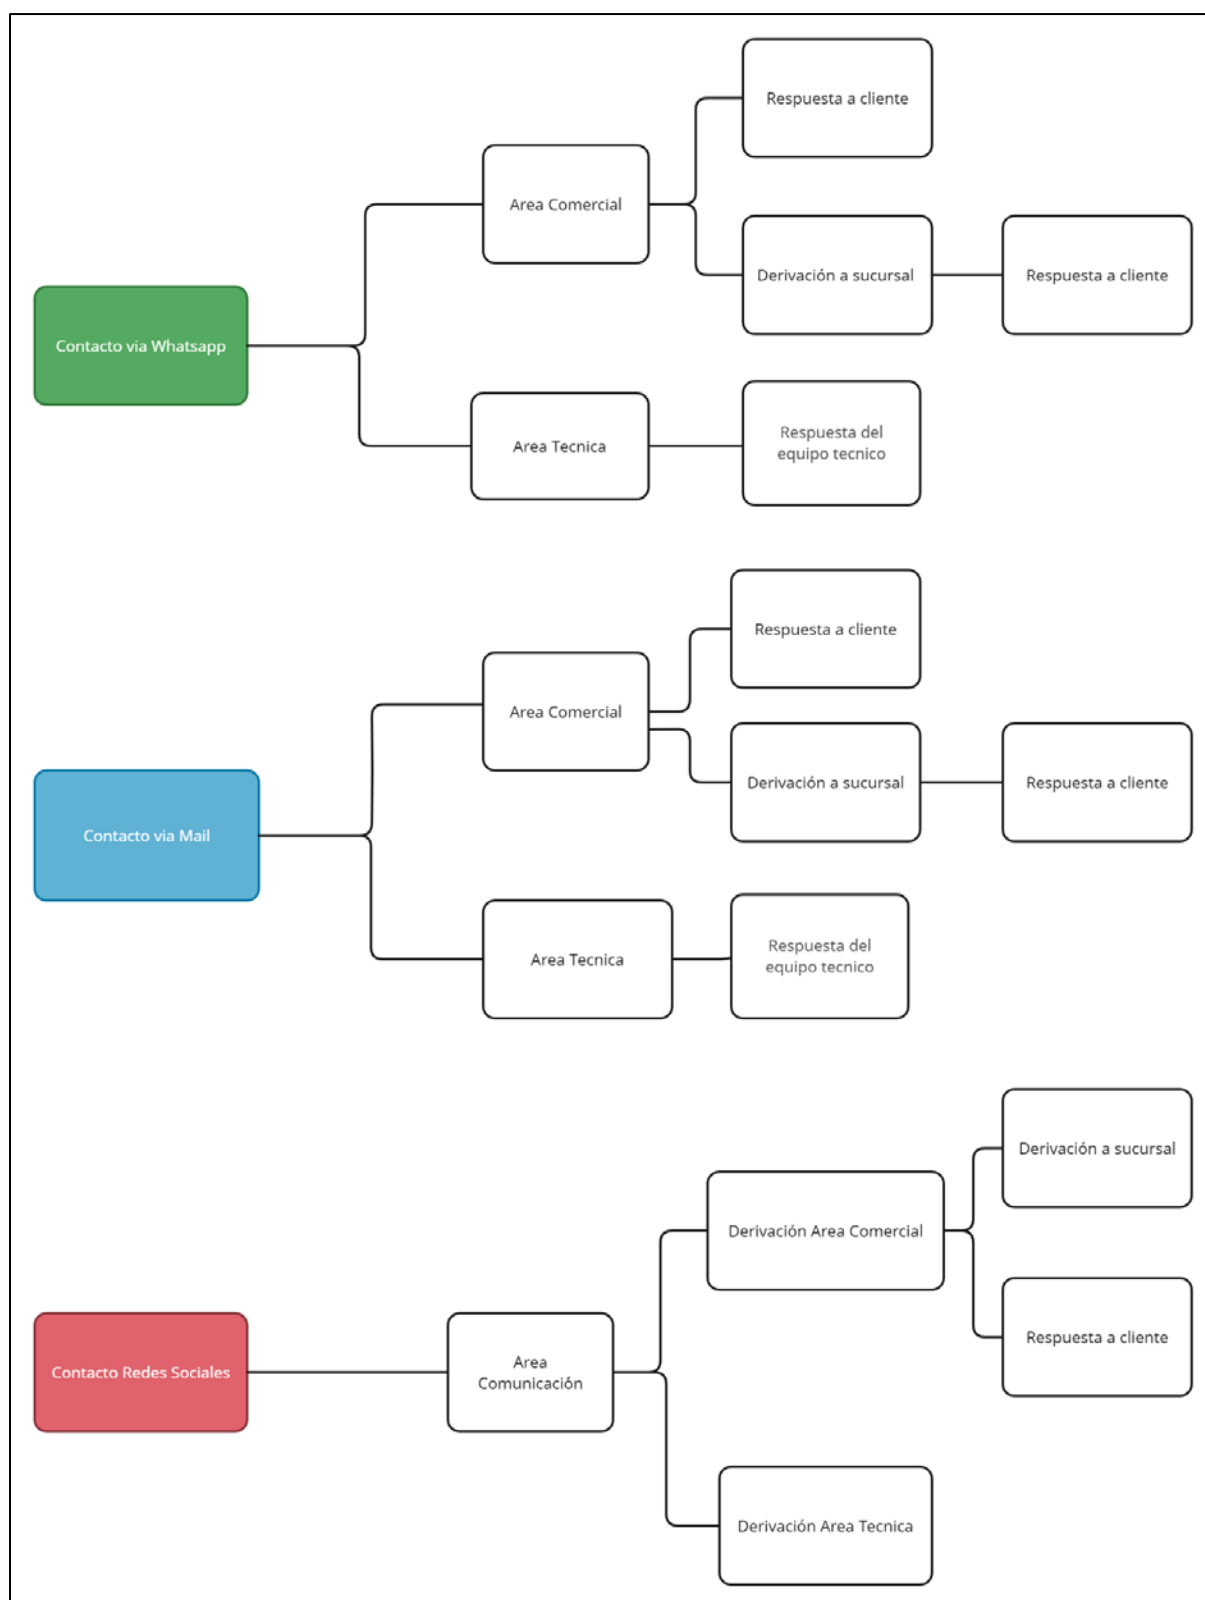 Contacto via Whatsapp
Area Comercial
Respuesta a cliente
Derivación a sucursal
Respuesta a cliente
Area Tecnica
Respuesta del
equipo tecnico
Contacto via Mail
Area Comercial
Respuesta a cliente
Derivación a sucursal
Respuesta a cliente
Area Tecnica
Respuesta del
equipo tecnico
Contacto Redes Sociales
Area
Comunicación
Derivación Area Comercial
Derivación a sucursal
Respuesta a cliente
Derivación Area Tecnica